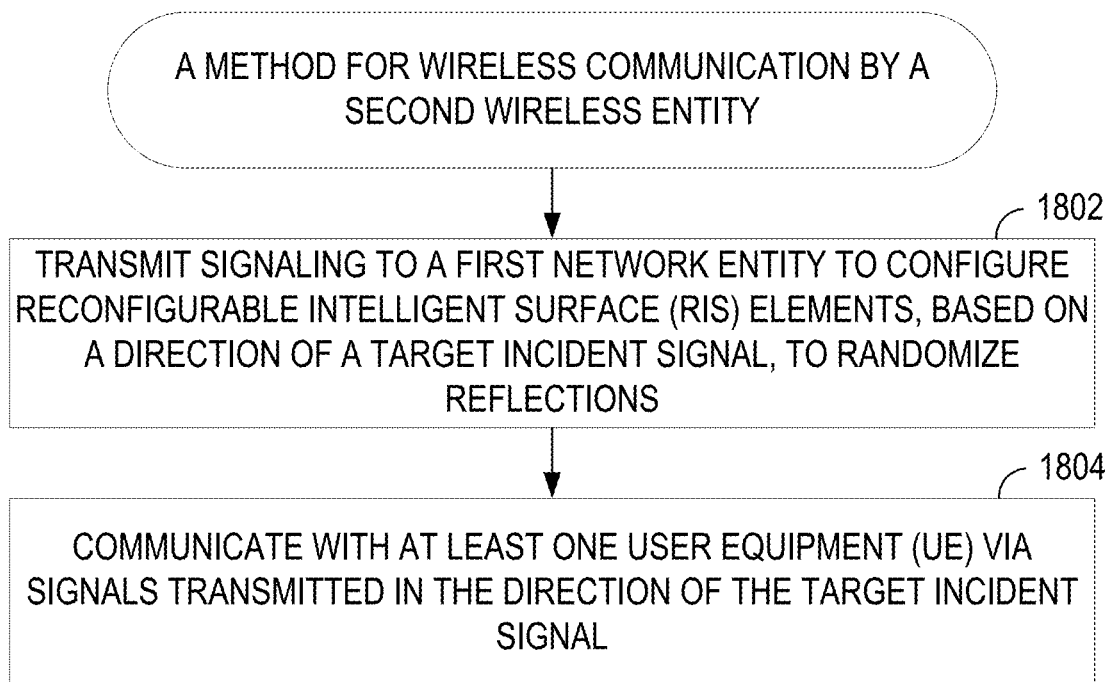 A METHOD FOR WIRELESS COMMUNICATION BY A
SECOND WIRELESS ENTITY
1802
TRANSMIT SIGNALING TO A FIRST NETWORK ENTITY TO CONFIGURE
RECONFIGURABLE INTELLIGENT SURFACE (RIS) ELEMENTS, BASED ON
A DIRECTION OF A TARGET INCIDENT SIGNAL, TO RANDOMIZE
REFLECTIONS
1804
COMMUNICATE WITH AT LEAST ONE USER EQUIPMENT (UE) VIA
SIGNALS TRANSMITTED IN THE DIRECTION OF THE TARGET INCIDENT
SIGNAL